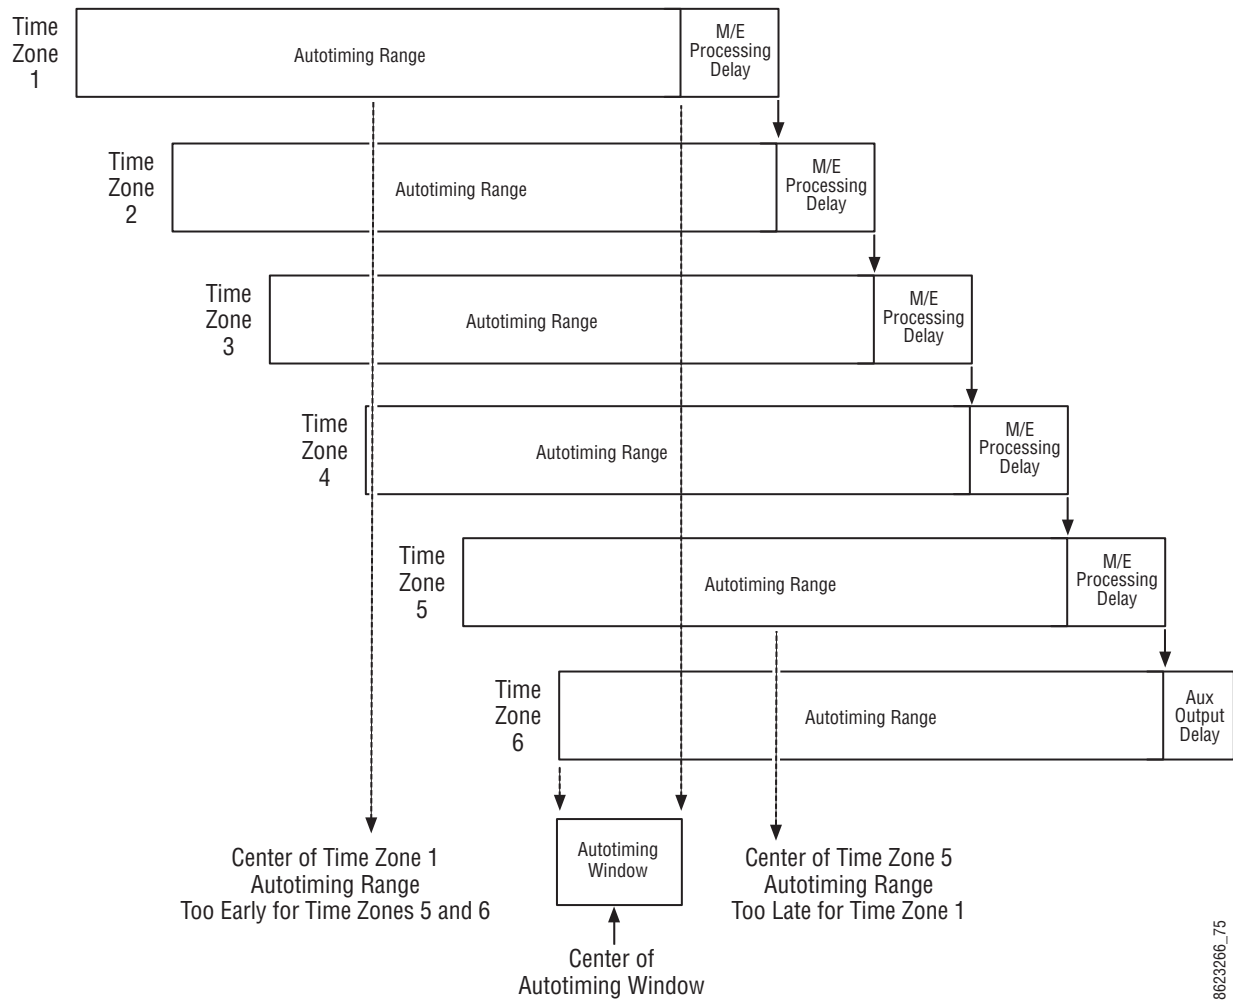 Time
Zone
1
Autotiming Range
M/E
Processing
Delay
Time
Zone
2
Autotiming Range
M/E
Processing
Delay
Time
Zone
3
Autotiming Range
M/E
Processing
Delay
Time
Zone
4
Autotiming Range
M/E
Processing
Delay
Time
Zone
5
Autotiming Range
M/E
Processing
Delay
Time
Zone
6
Autotiming Range
Aux
Output
Delay
Center of Time Zone 1
Autotiming Range
Too Early for Time Zones 5 and 6
Autotiming
Window
Center of Time Zone 5
Autotiming Range
Too Late for Time Zone 1
Center of
Autotiming Window
8623266_75